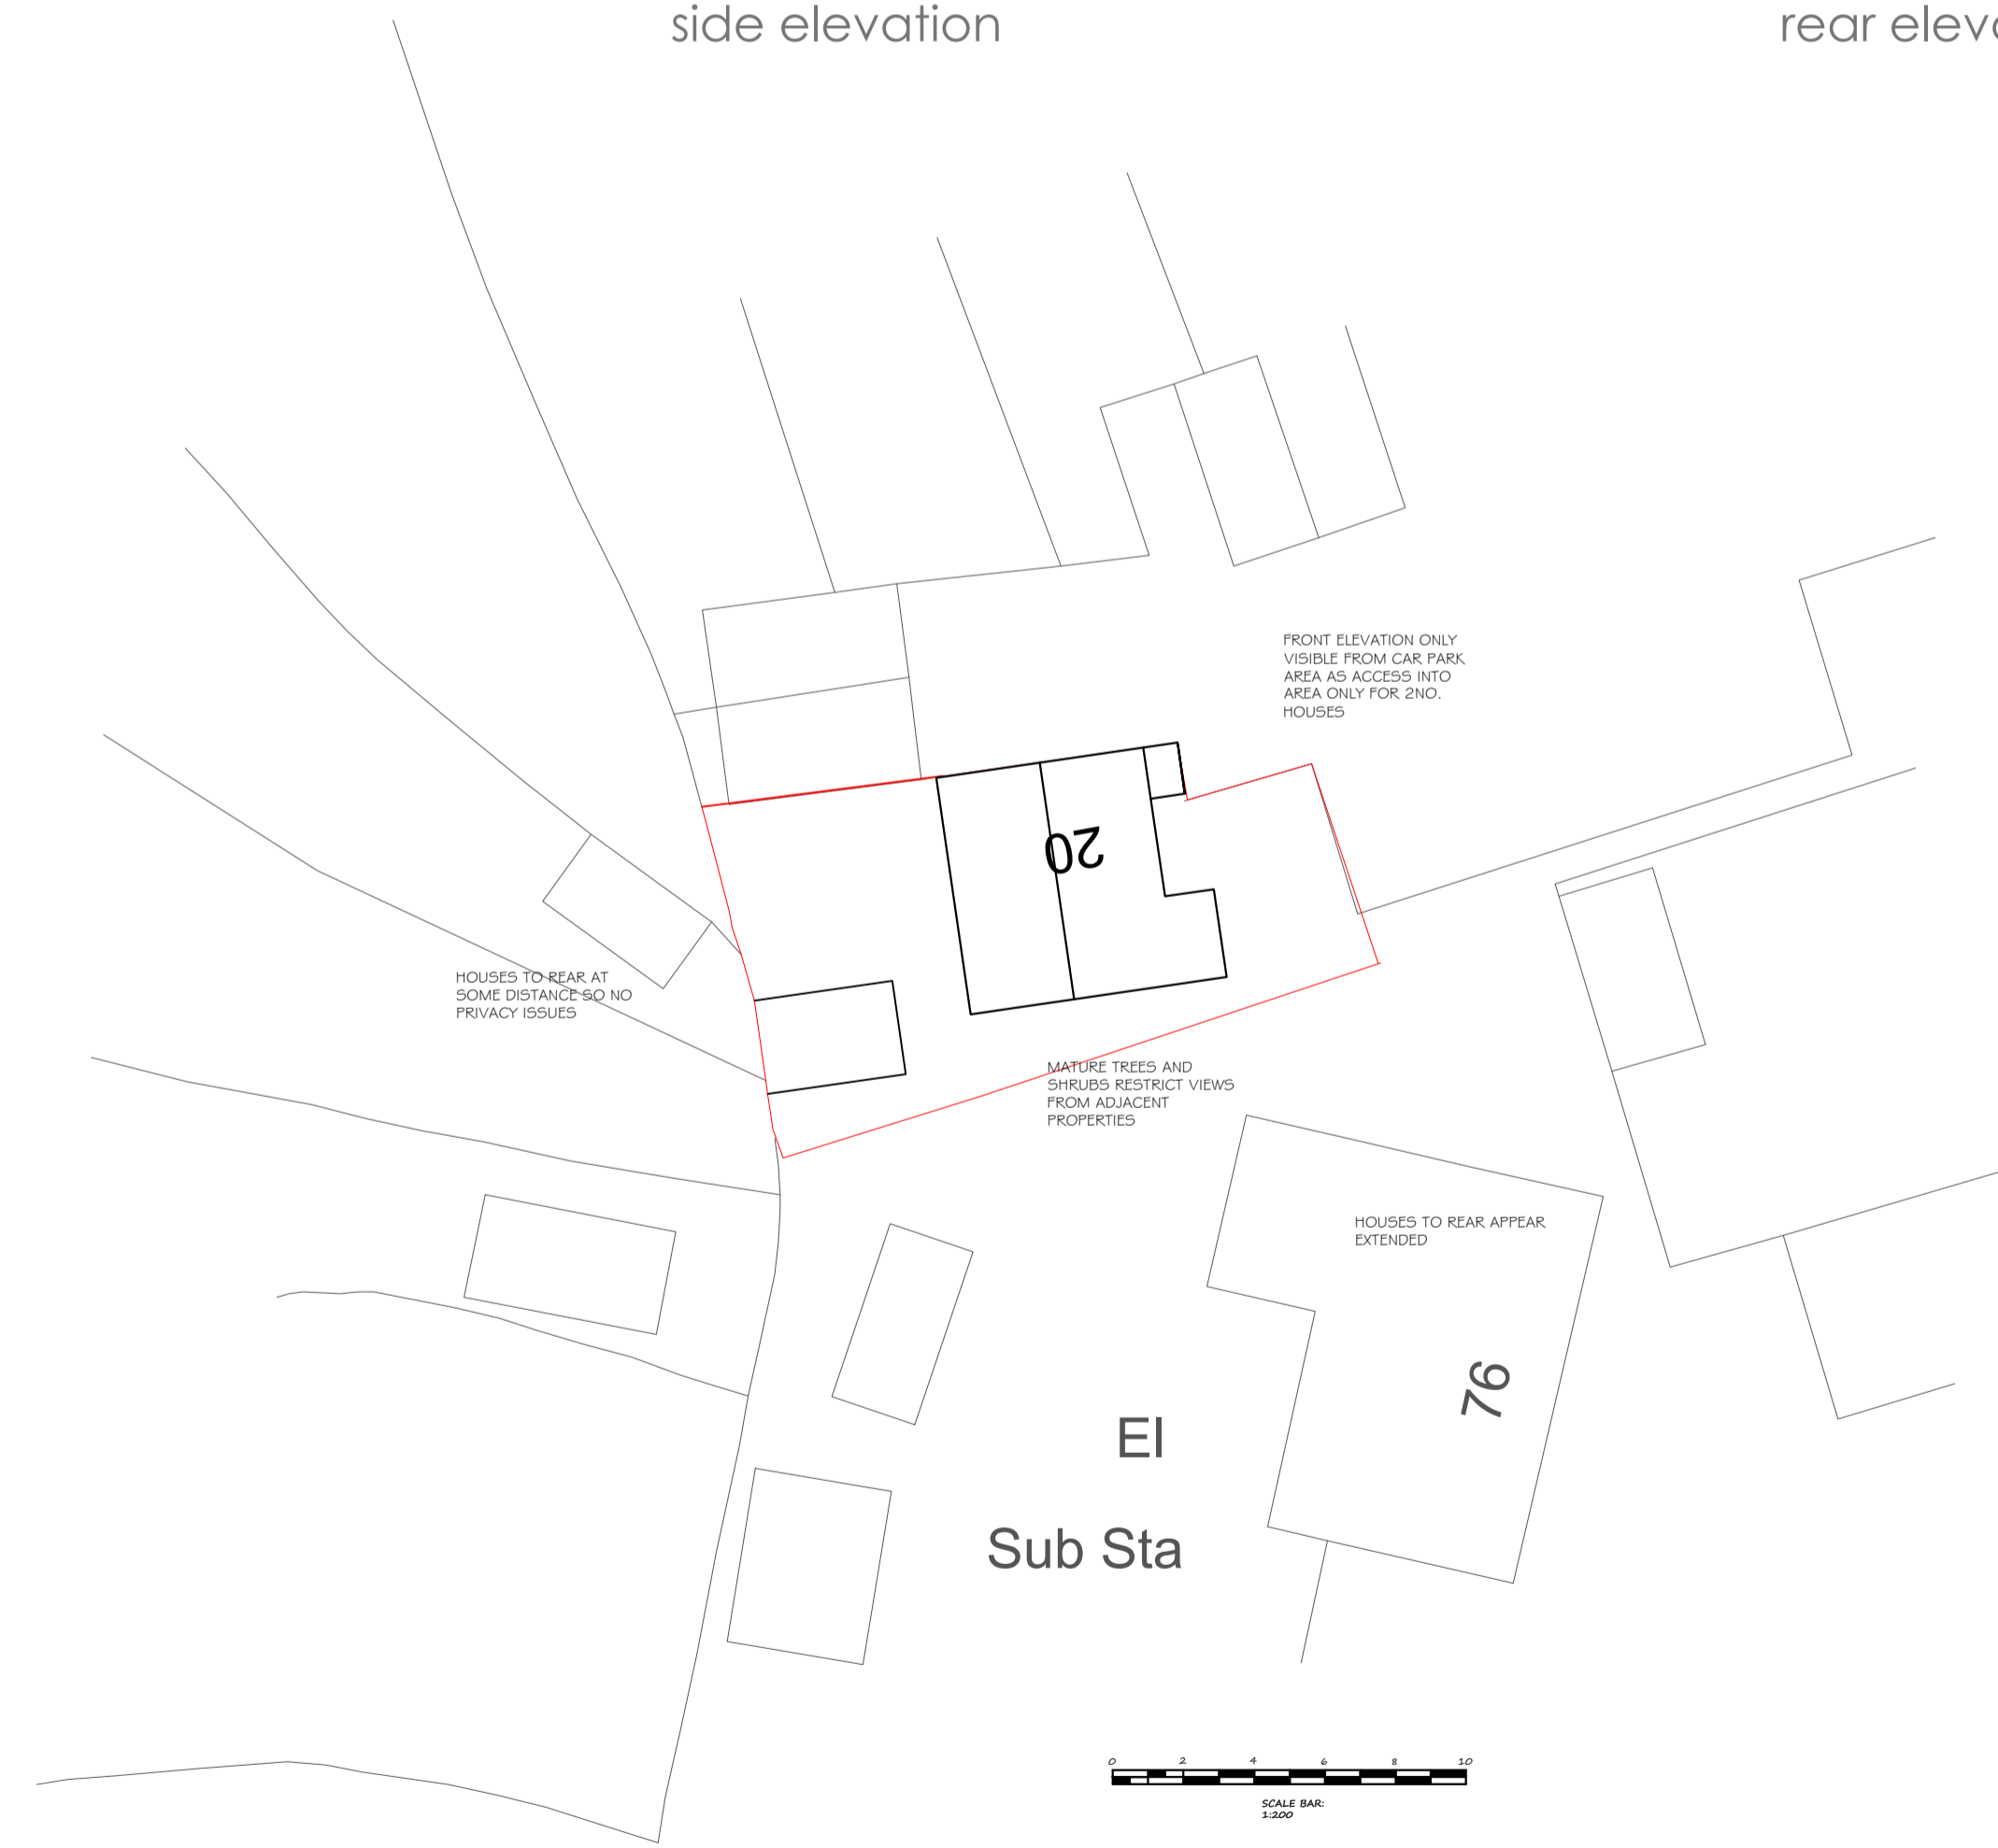 side elevation
rear elev
FRONT ELEVATION ONLY
VISIBLE FROM CAR PARK
AREA AS ACCESS INTO
AREA ONLY FOR 2NO.
HOUSES
20
HOUSES TO REAR AT
SOME DISTANCE SO NO
PRIVACY ISSUES
MATURE TREES AND
SHRUBS RESTRICT VIEWS
FROM ADJACENT
PROPERTIES
HOUSES TO REAR APPEAR
EXTENDED
76
El
Sub Sta
0 2 4 6 8 10
SCALE BAR:
1:200